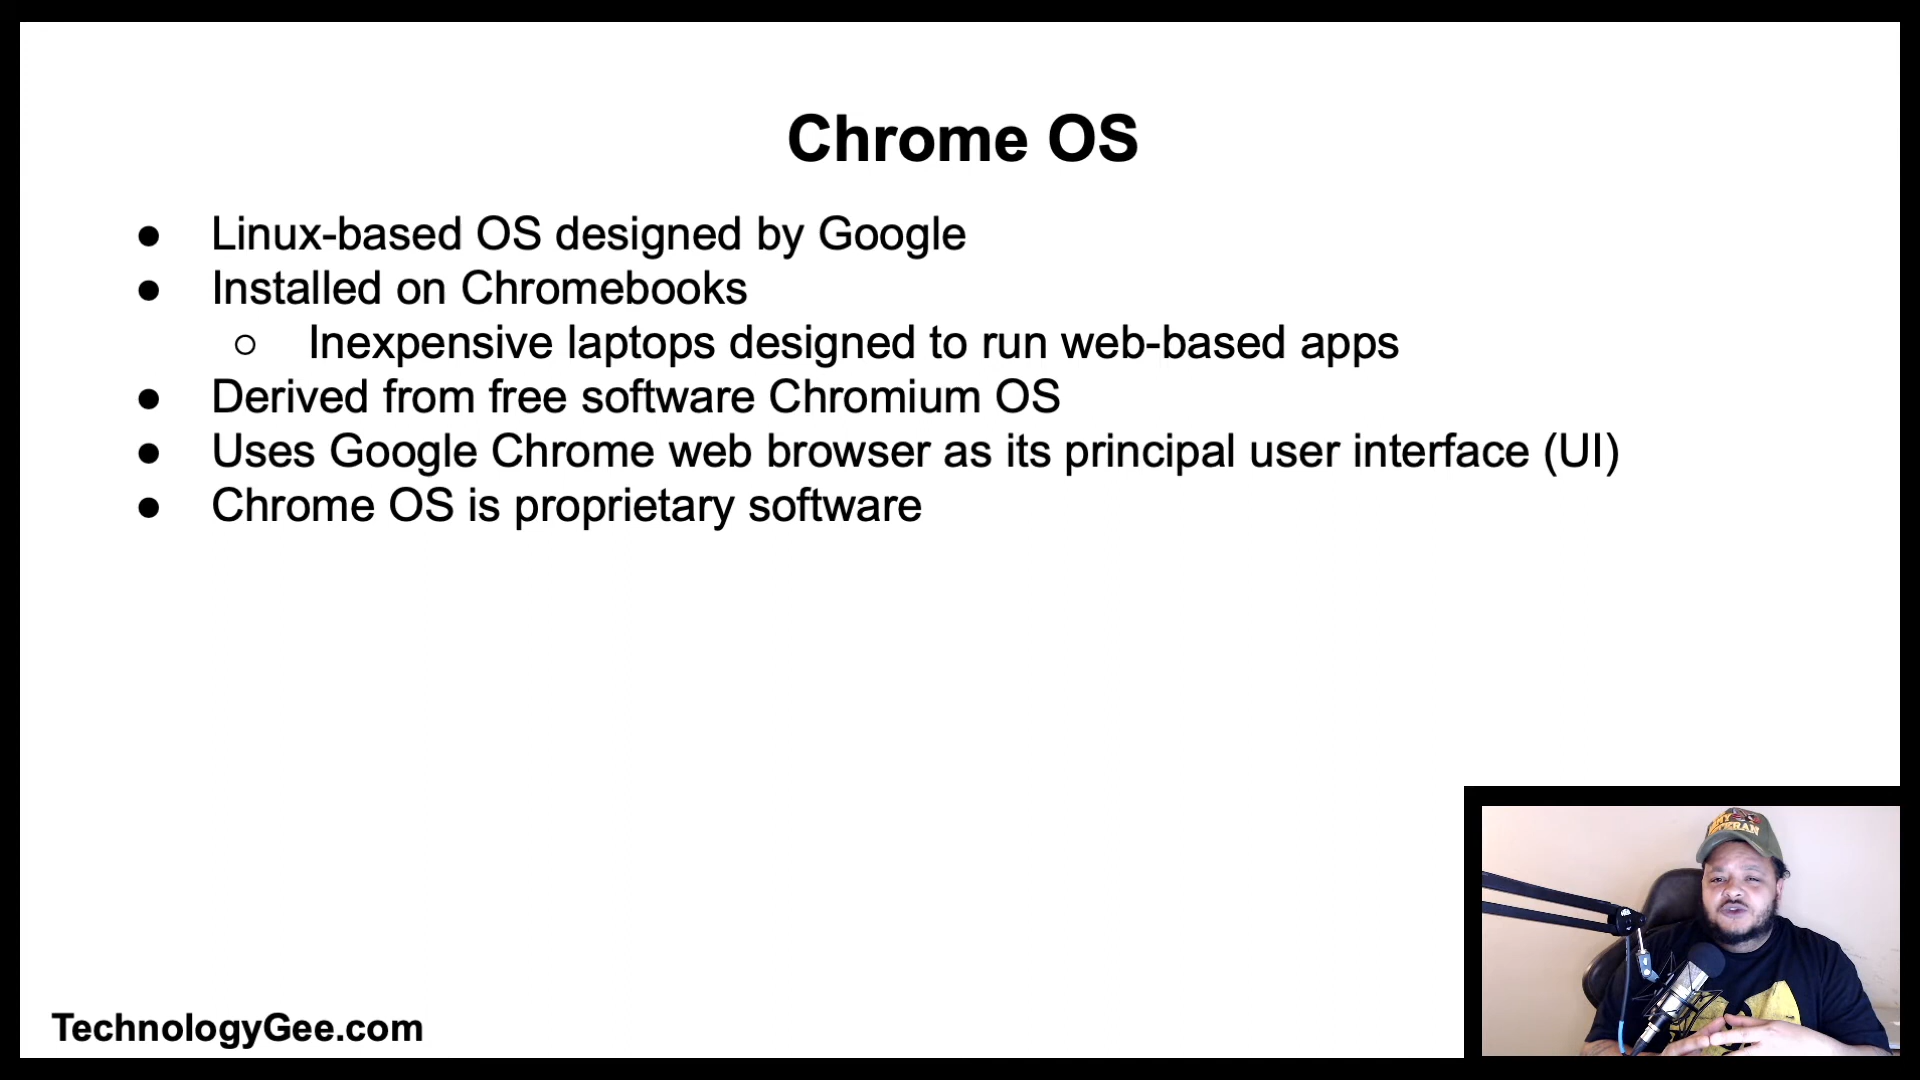 Chrome OS
● Linux-based OS designed by Google
● Installed on Chromebooks
○ Inexpensive laptops designed to run web-based apps
● Derived from free software Chromium OS
● Uses Google Chrome web browser as its principal user interface (UI)
● Chrome OS is proprietary software
VETERAN
TechnologyGee.com